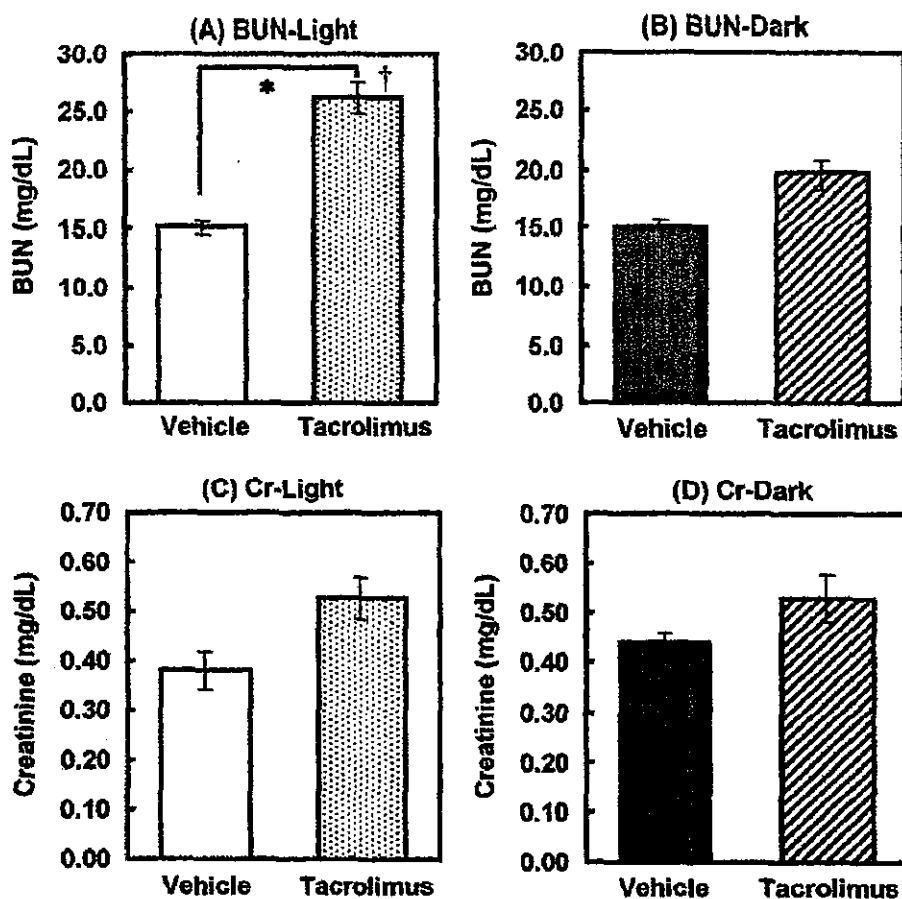 (A) BUN-Light
30.0
25.0
20.0
15.0
10.0
5.0
0.0
BUN (mg/dL)
*
†
Vehicle Tacrolimus
(B) BUN-Dark
30.0
25.0
20.0
15.0
10.0
5.0
0.0
BUN (mg/dL)
Vehicle Tacrolimus
(C) Cr-Light
0.70
0.60
0.50
0.40
0.30
0.20
0.10
0.00
Creatinine (mg/dL)
Vehicle Tacrolimus
(D) Cr-Dark
0.70
0.60
0.50
0.40
0.30
0.20
0.10
0.00
Creatinine (mg/dL)
Vehicle Tacrolimus